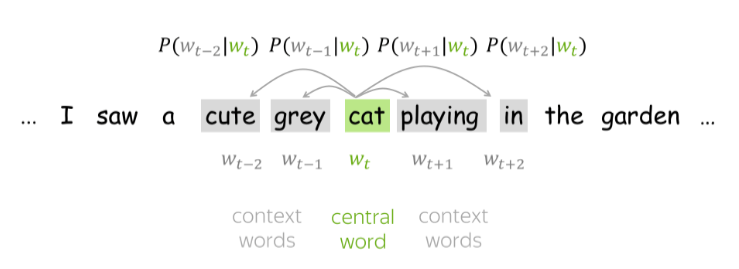 P(w_{t−2}|w_t) P(w_{t−1}|w_t) P(w_{t+1}|w_t) P(w_{t+2}|w_t)
... I saw a cute grey cat playing in the garden ...
w_{t−2} w_{t−1} w_t w_{t+1} w_{t+2}
context central context
words word words